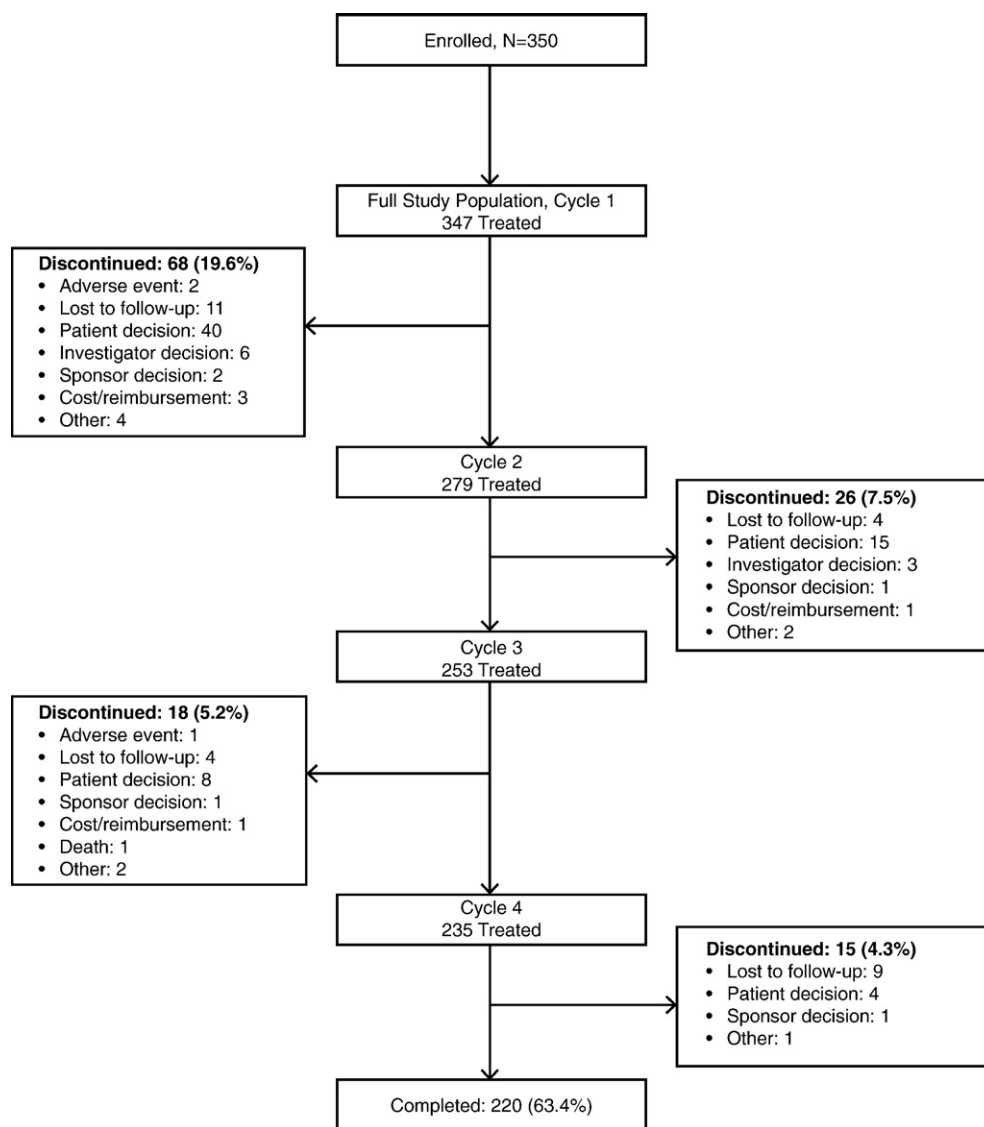 Enrolled, N=350
Full Study Population, Cycle 1
347 Treated
Discontinued: 68 (19.6%)
• Adverse event: 2
• Lost to follow-up: 11
• Patient decision: 40
• Investigator decision: 6
• Sponsor decision: 2
• Cost/reimbursement: 3
• Other: 4
Cycle 2
279 Treated
Discontinued: 26 (7.5%)
• Lost to follow-up: 4
• Patient decision: 15
• Investigator decision: 3
• Sponsor decision: 1
• Cost/reimbursement: 1
• Other: 2
Cycle 3
253 Treated
Discontinued: 18 (5.2%)
• Adverse event: 1
• Lost to follow-up: 4
• Patient decision: 8
• Sponsor decision: 1
• Cost/reimbursement: 1
• Death: 1
• Other: 2
Cycle 4
235 Treated
Discontinued: 15 (4.3%)
• Lost to follow-up: 9
• Patient decision: 4
• Sponsor decision: 1
• Other: 1
Completed: 220 (63.4%)